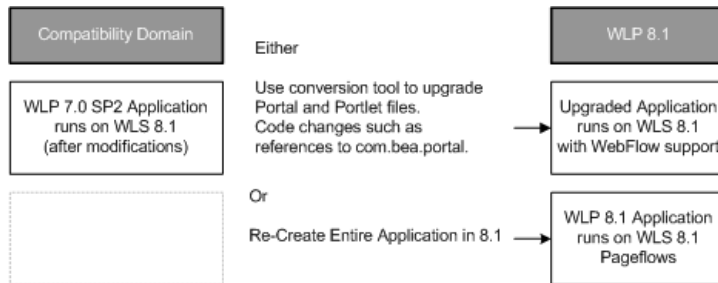 Compatibility Domain
Either
WLP 8.1
WLP 7.0 SP2 Application
runs on WLS 8.1
(after modifications)
Use conversion tool to upgrade
Portal and Portlet files.
Code changes such as
references to com.bea.portal.
Upgraded Application
runs on WLS 8.1
with WebFlow support
Or
Re-Create Entire Application in 8.1
WLP 8.1 Application
runs on WLS 8.1
Pageflows